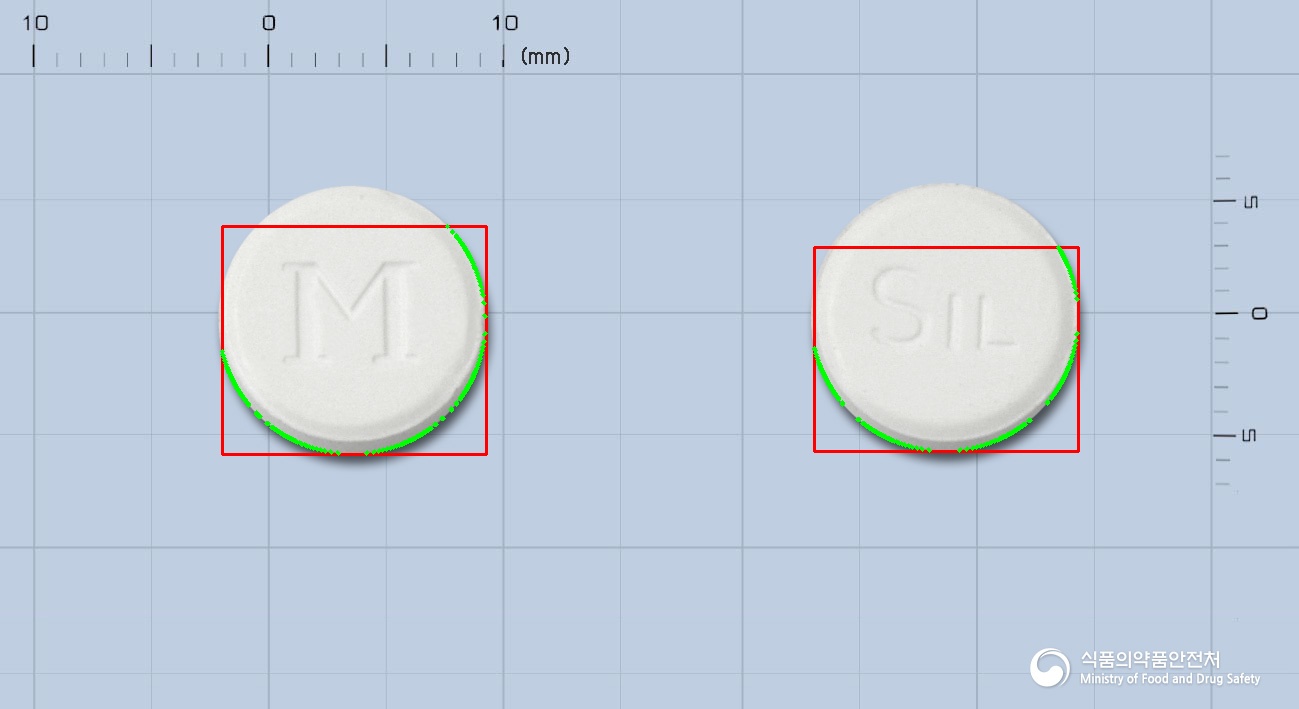 10 0 10
(mm)
M
SIL
5
0
5
식품의약품안전처
Ministry of Food and Drug Safety